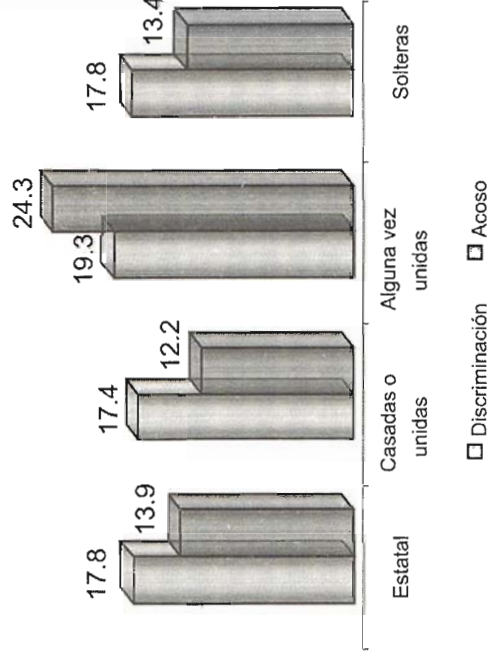 17.8
13.9
17.4
12.2
19.3
24.3
17.8
13.4
Estatal
Casadas o
unidas
Alguna vez
unidas
Solteras
Discriminación
Acoso